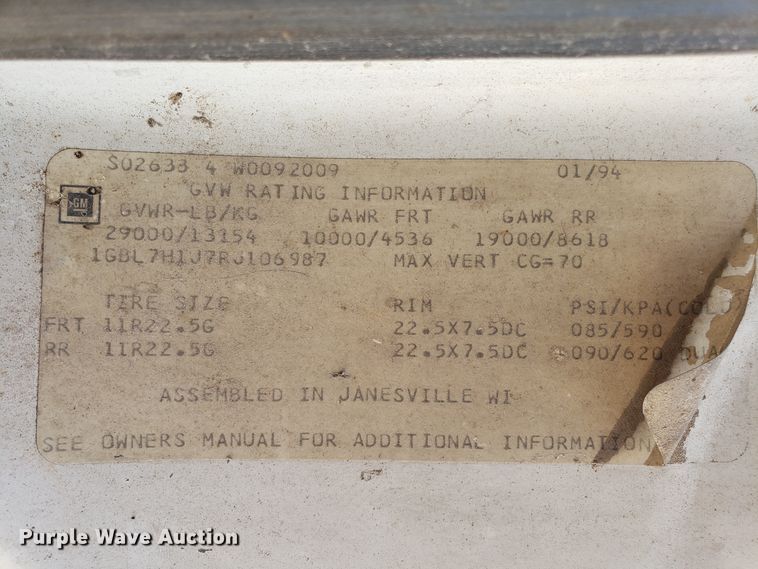 S02633 4 W0092009 01/94
GM
GVW RATING INFORMATION
GVWR-LB/KG GAWR FRT GAWR RR
29000/13154 10000/4536 19000/8618
1GBL7H1J7RJ106987 MAX VERT CG=70
TIRE SIZE RIM PSI/KPA(COLD
FRT 11R22.5G 22.5X7.5DC 085/590
RR 11R22.5G 22.5X7.5DC 090/620 DUA
ASSEMBLED IN JANESVILLE WI
SEE OWNERS MANUAL FOR ADDITIONAL INFORMATION
Purple Wave Auction